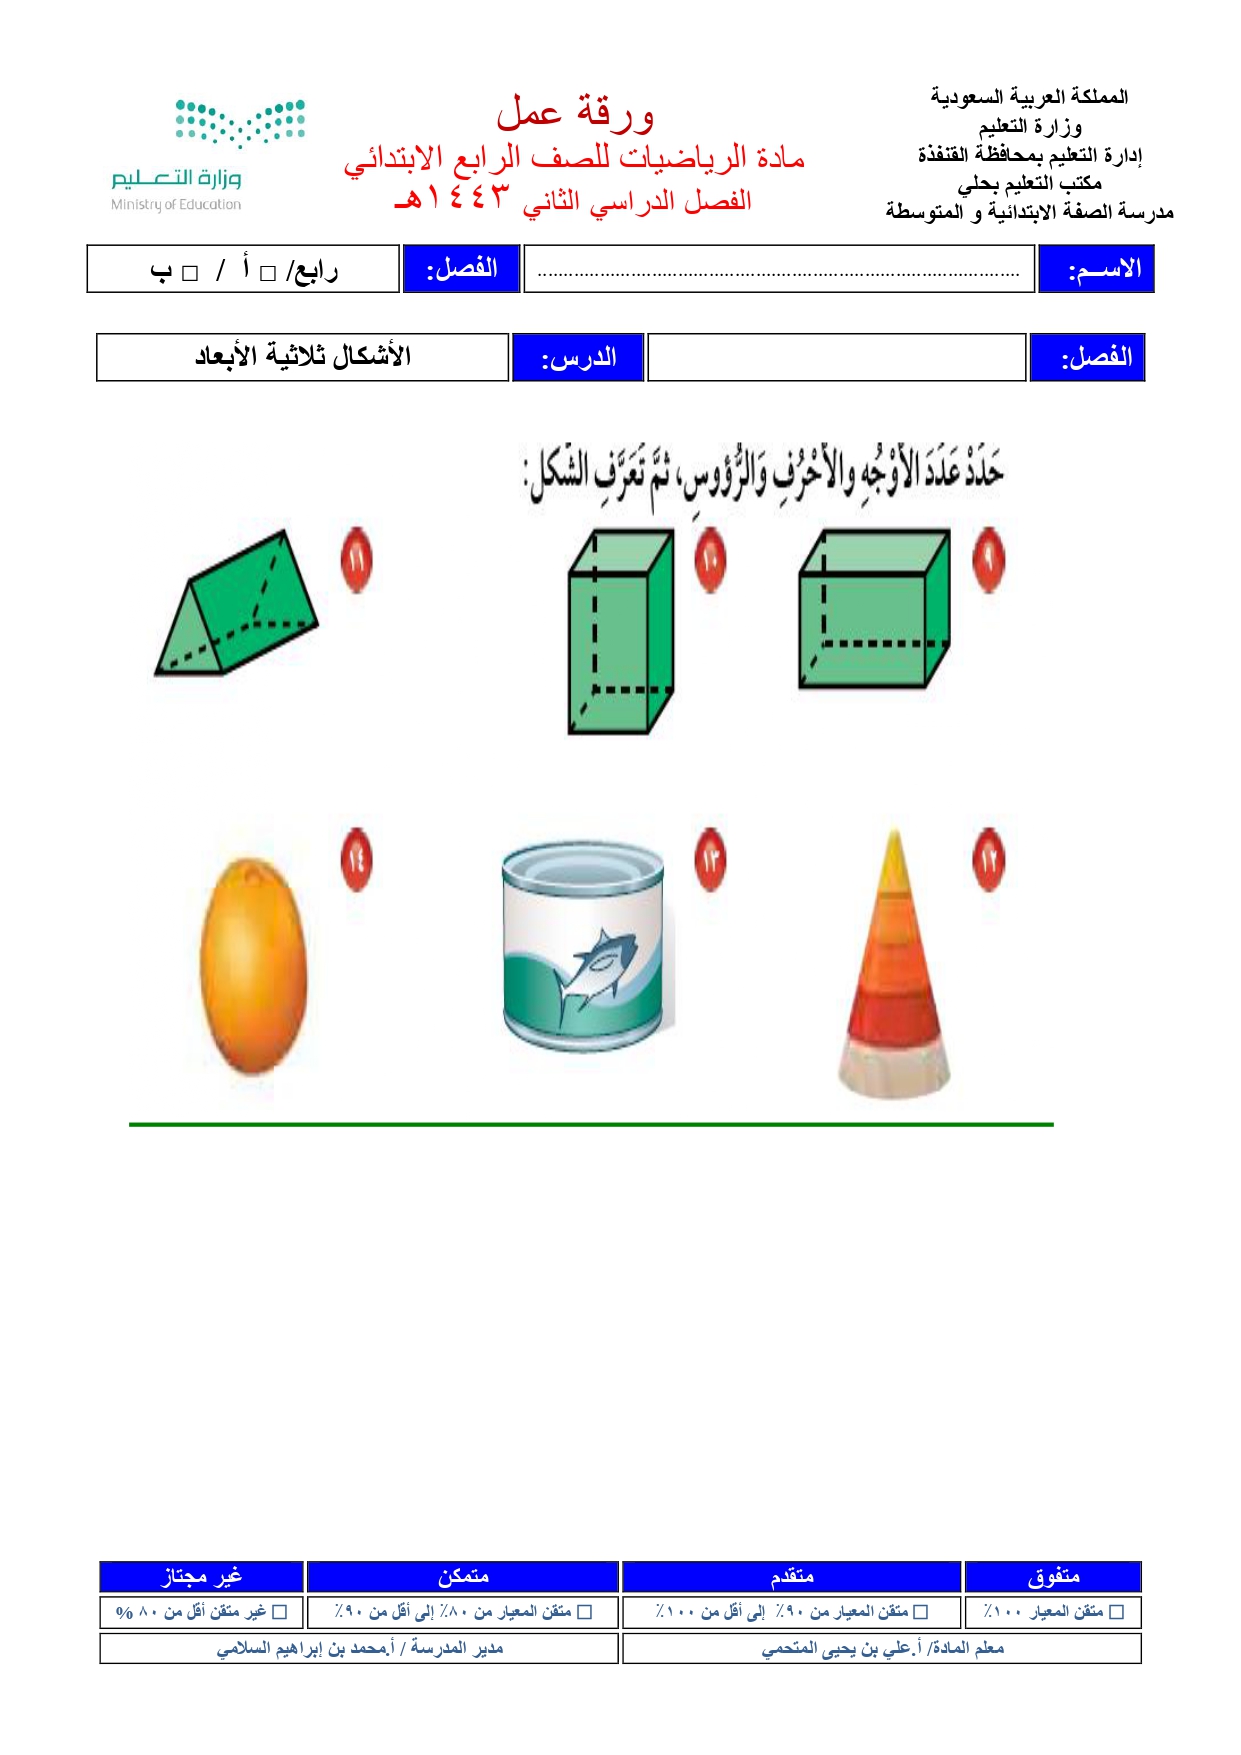 المملكة العربية السعودية
وزارة التعليم
إدارة التعليم بمحافظة القنفذة
مكتب التعليم بحلي
مدرسة الصفة الابتدائية و المتوسطة
ورقة عمل
مادة الرياضيات للصف الرابع الابتدائي
الفصل الدراسي الثاني ١٤٤٣هـ
وزارة التعـــليم
Ministry of Education
الاســم: ........................................................................................... الفصل: رابع/ □ أ / □ ب
الفصل: الدرس: الأشكال ثلاثية الأبعاد
حَدِّدْ عَدَدَ الأَوْجُهِ والأَحْرُفِ وَالرُّؤُوسِ، ثمَّ تَعَرَّفِ الشَّكل:
٩ ١٠ ١١
١٢ ١٣ ١٤
متفوق متقدم متمكن غير مجتاز
□ متقن المعيار ١٠٠٪ □ متقن المعيار من ٩٠٪ إلى أقل من ١٠٠٪ □ متقن المعيار من ٨٠٪ إلى أقل من ٩٠٪ □ غير متقن أقل من ٨٠ %
معلم المادة/ أ.علي بن يحيى المتحمي مدير المدرسة / أ.محمد بن إبراهيم السلامي